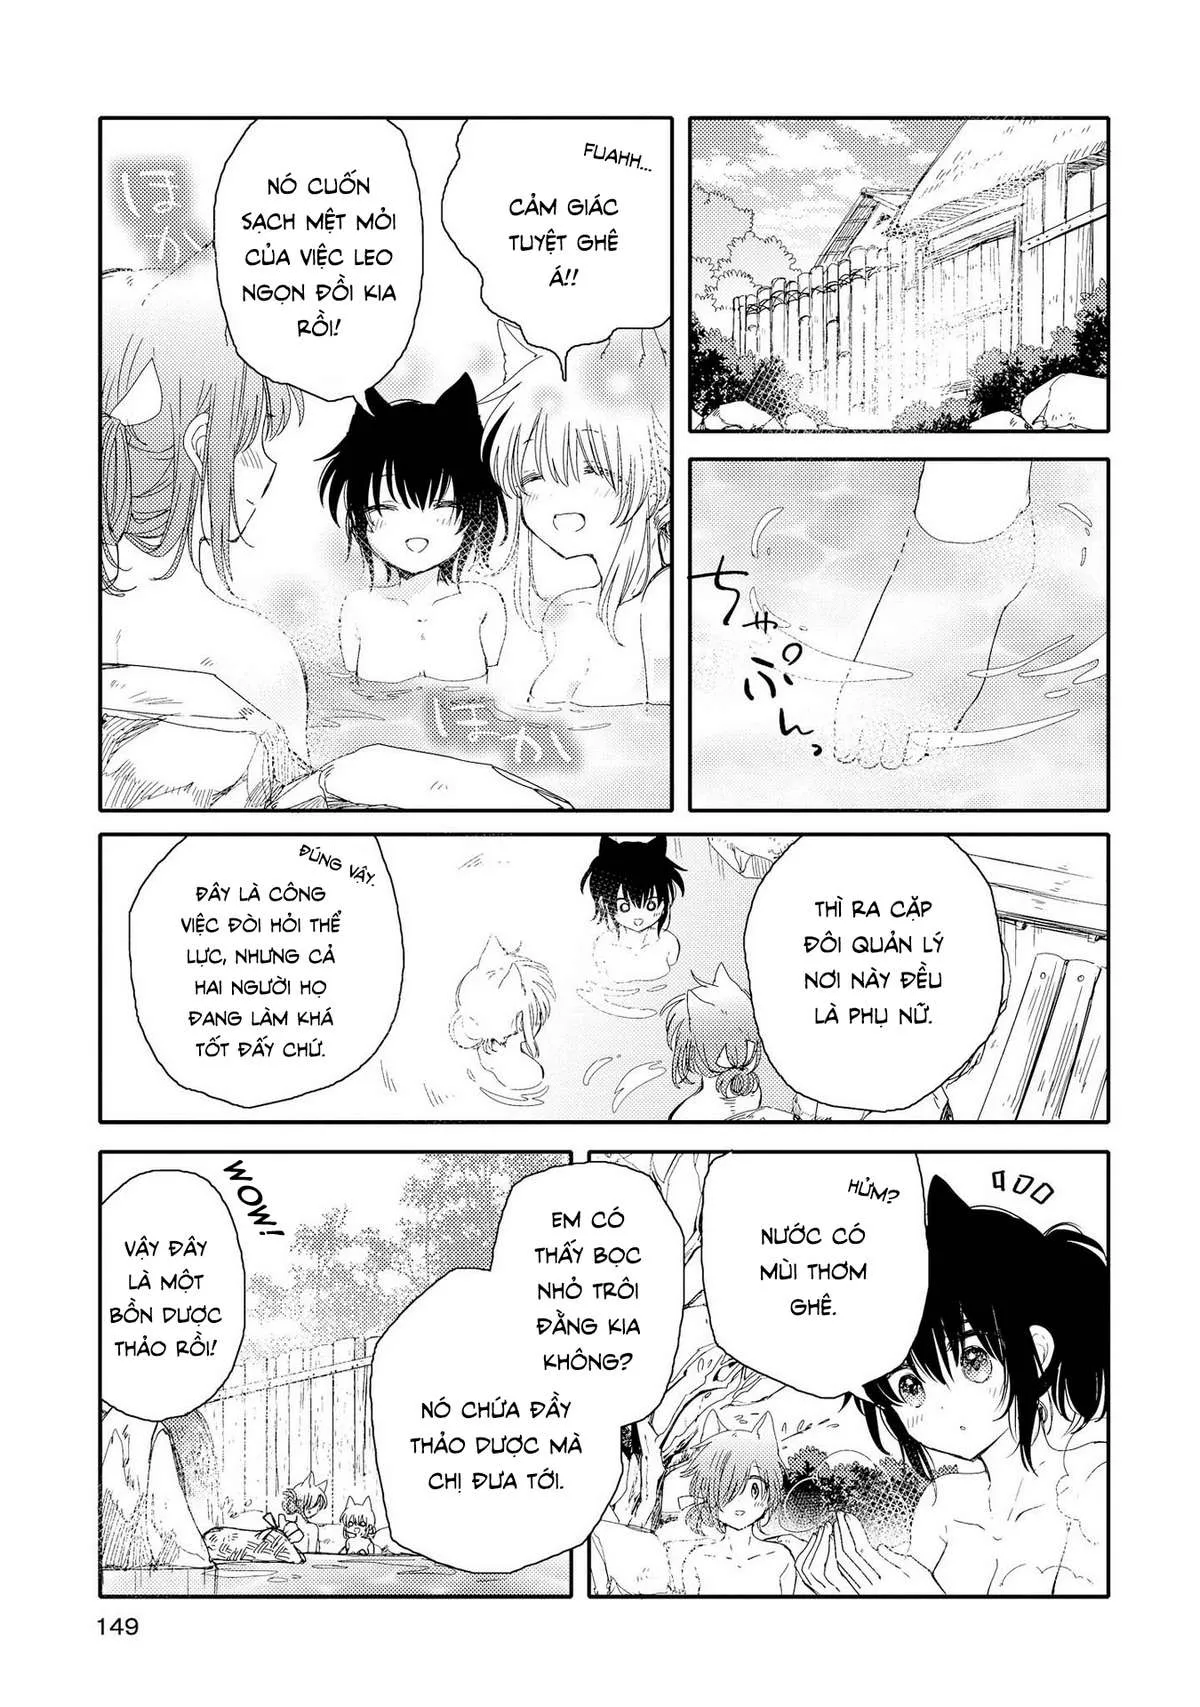 FUAHH...
CẢM GIÁC
TUYỆT GHÊ
Á!!
NÓ CUỐN
SẠCH MỆT MỎI
CỦA VIỆC LEO
NGỌN ĐỒI KIA
RỒI!
ほか
ほか
ちゃぷんっ
THÌ RA CẶP
ĐÔI QUẢN LÝ
NƠI NÀY ĐỀU
LÀ PHỤ NỮ.
ĐÚNG VẬY.
ĐÂY LÀ CÔNG
VIỆC ĐÒI HỎI THỂ
LỰC, NHƯNG CẢ
HAI NGƯỜI HỌ
ĐANG LÀM KHÁ
TỐT ĐẤY CHỨ.
HỬM?
NƯỚC CÓ
MÙI THƠM
GHÊ.
EM CÓ
THẤY BỌC
NHỎ TRÔI
ĐẰNG KIA
KHÔNG?
NÓ CHỨA ĐẦY
THẢO DƯỢC MÀ
CHỊ ĐƯA TỚI.
WOW!
VẬY ĐÂY
LÀ MỘT
BỒN DƯỢC
THẢO RỒI!
149